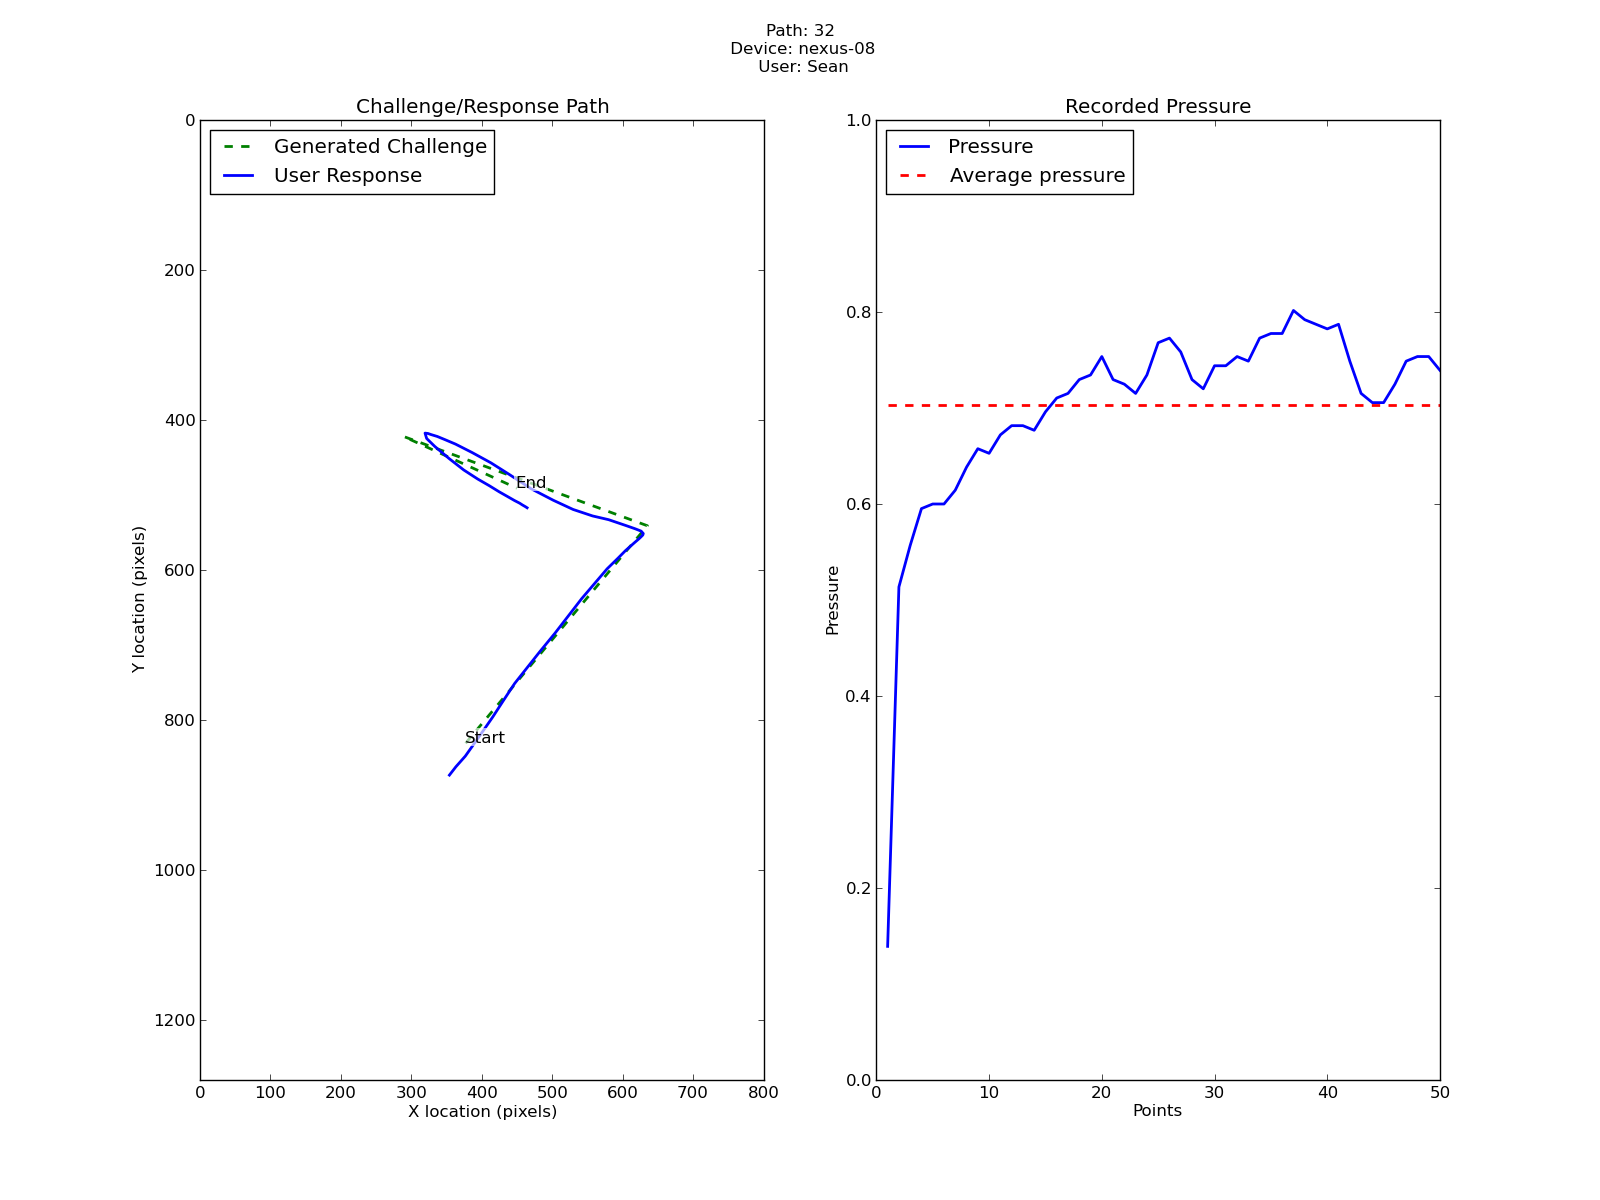 Path: 32
Device: nexus-08
User: Sean
Challenge/Response Path
Generated Challenge
User Response
0
200
400
600
800
1000
1200
Y location (pixels)
End
Start
0 100 200 300 400 500 600 700 800
X location (pixels)
Recorded Pressure
Pressure
Average pressure
1.0
0.8
0.6
0.4
0.2
0.0
Pressure
0 10 20 30 40 50
Points